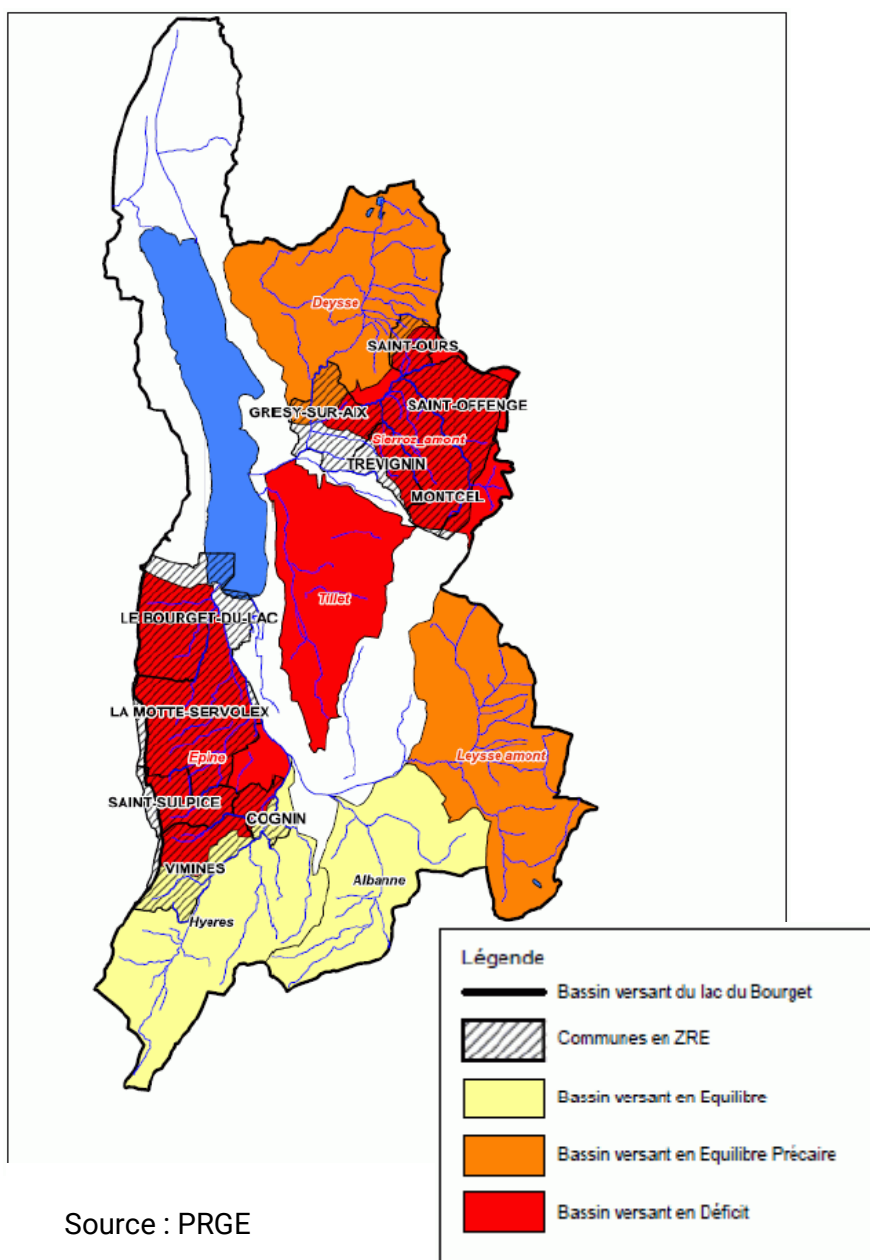 Deysse
SAINT-OURS
GRESY-SUR-AIX
SAINT-OFFENGE
Sierroz_amont
TREVIGNIN
MONTCEL
Tillet
LE BOURGET-DU-LAC
LA MOTTE-SERVOLEX
Epine
Leysse amont
SAINT-SULPICE
COGNIN
VIMINES
Albanne
Hyeres
Légende
Bassin versant du lac du Bourget
Communes en ZRE
Bassin versant en Equilibre
Bassin versant en Equilibre Précaire
Bassin versant en Déficit
Source : PRGE